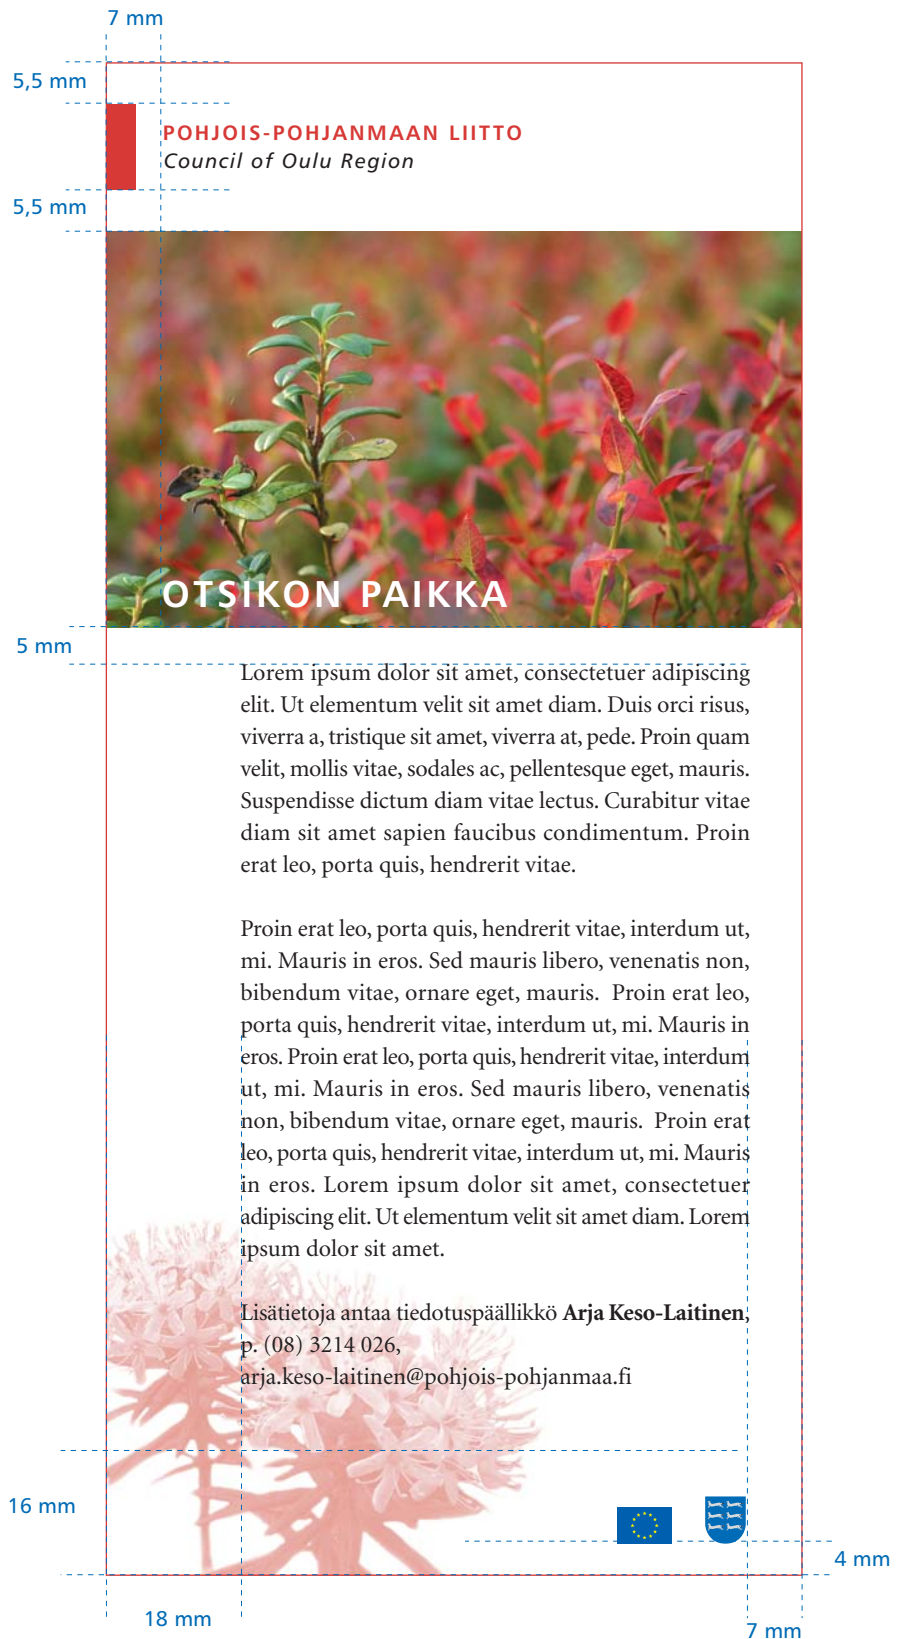 7 mm
5,5 mm
POHJOIS-POHJANMAAN LIITTO
Council of Oulu Region
5,5 mm
OTSIKON PAIKKA
5 mm
Lorem ipsum dolor sit amet, consectetuer adipiscing
elit. Ut elementum velit sit amet diam. Duis orci risus,
viverra a, tristique sit amet, viverra at, pede. Proin quam
velit, mollis vitae, sodales ac, pellentesque eget, mauris.
Suspendisse dictum diam vitae lectus. Curabitur vitae
diam sit amet sapien faucibus condimentum. Proin
erat leo, porta quis, hendrerit vitae.
Proin erat leo, porta quis, hendrerit vitae, interdum ut,
mi. Mauris in eros. Sed mauris libero, venenatis non,
bibendum vitae, ornare eget, mauris. Proin erat leo,
porta quis, hendrerit vitae, interdum ut, mi. Mauris in
eros. Proin erat leo, porta quis, hendrerit vitae, interdum
ut, mi. Mauris in eros. Sed mauris libero, venenatis
non, bibendum vitae, ornare eget, mauris. Proin erat
leo, porta quis, hendrerit vitae, interdum ut, mi. Mauris
in eros. Lorem ipsum dolor sit amet, consectetuer
adipiscing elit. Ut elementum velit sit amet diam. Lorem
ipsum dolor sit amet.
Lisätietoja antaa tiedotuspäällikkö Arja Keso-Laitinen,
p. (08) 3214 026,
arja.keso-laitinen@pohjois-pohjanmaa.fi
16 mm
4 mm
18 mm
7 mm